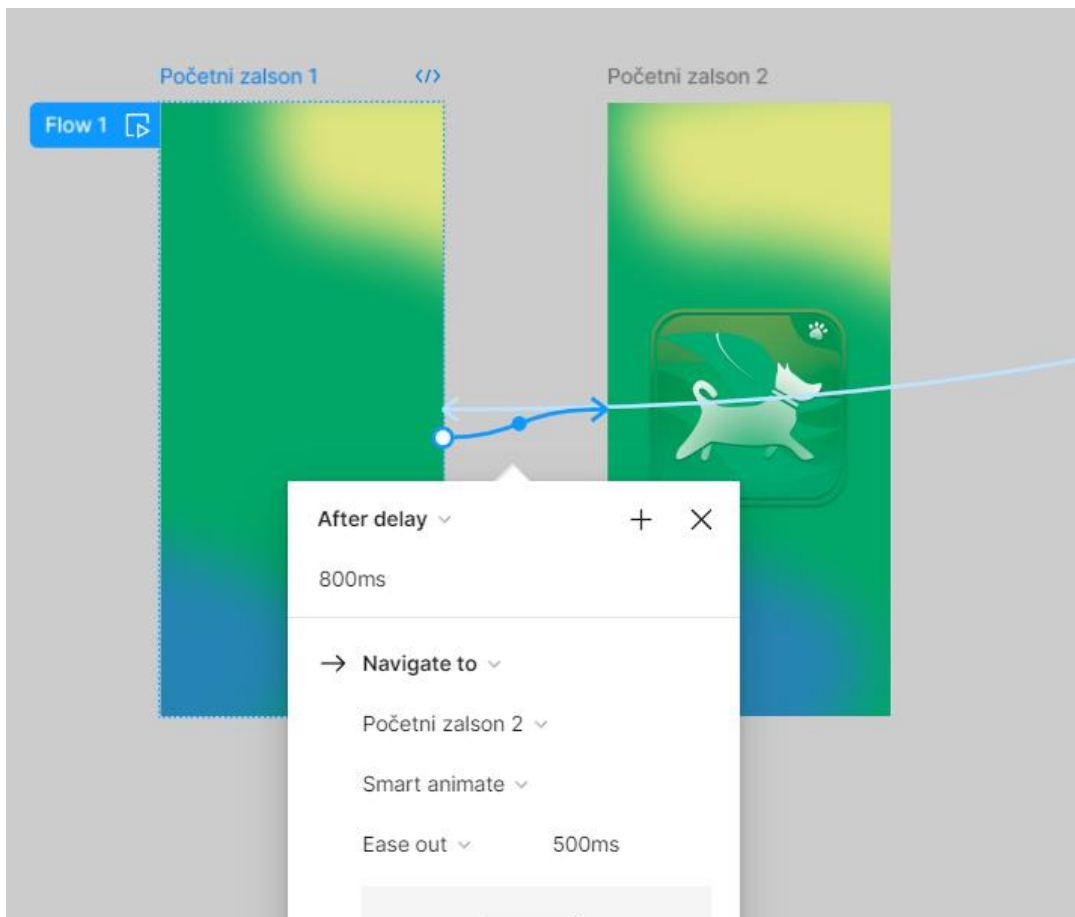 Početni zalson 1 </>
Početni zalson 2
Flow 1
After delay
800ms
Navigate to
Početni zalson 2
Smart animate
Ease out 500ms